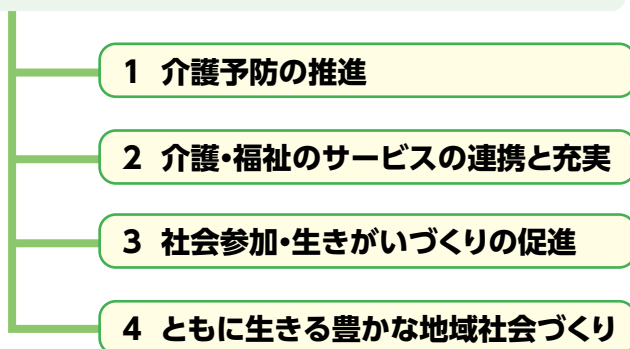 1 介護予防の推進
2 介護・福祉のサービスの連携と充実
3 社会参加・生きがいづくりの促進
4 ともに生きる豊かな地域社会づくり